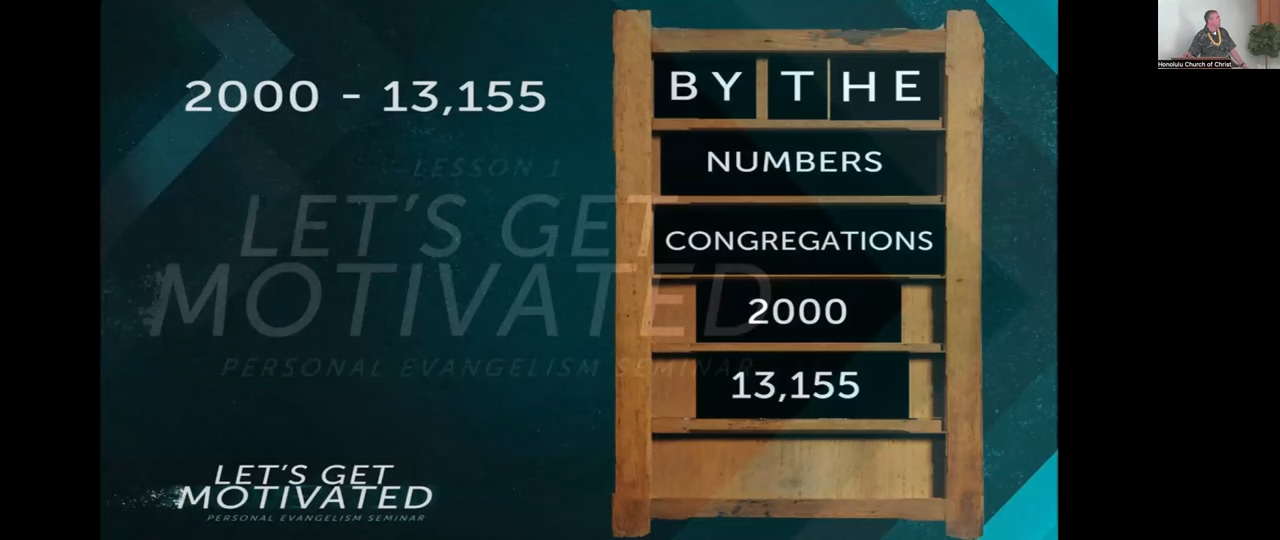 2000 - 13,155
LESSON 1
LET'S GET
MOTIVATED
PERSONAL EVANGELISM SEMINAR
BY THE
NUMBERS
CONGREGATIONS
2000
13,155
LET'S GET
MOTIVATED
PERSONAL EVANGELISM SEMINAR
Honolulu Church of Christ